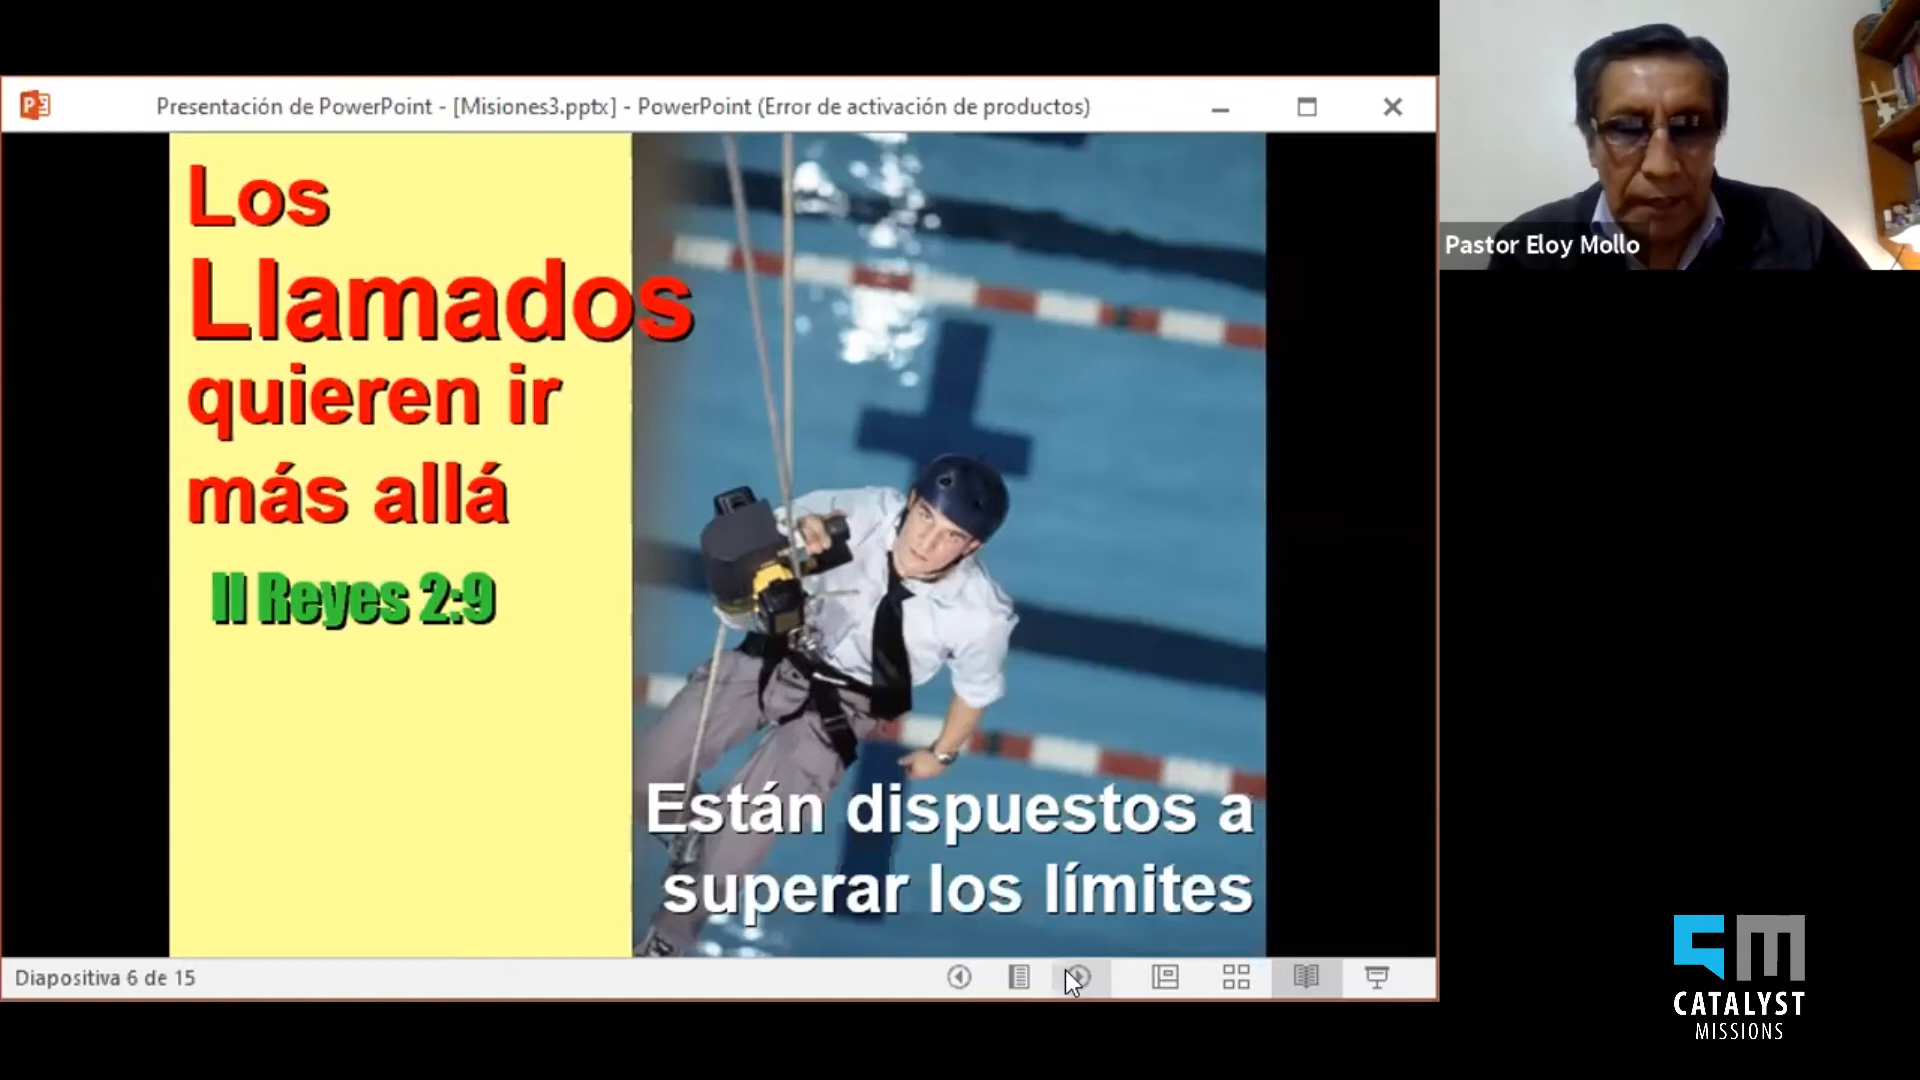 Presentación de PowerPoint - [Misiones3.pptx] - PowerPoint (Error de activación de productos)
Los
Llamados
quieren ir
más allá
II Reyes 2:9
Están dispuestos a
superar los límites
Diapositiva 6 de 15
Pastor Eloy Mollo
CATALYST
MISSIONS